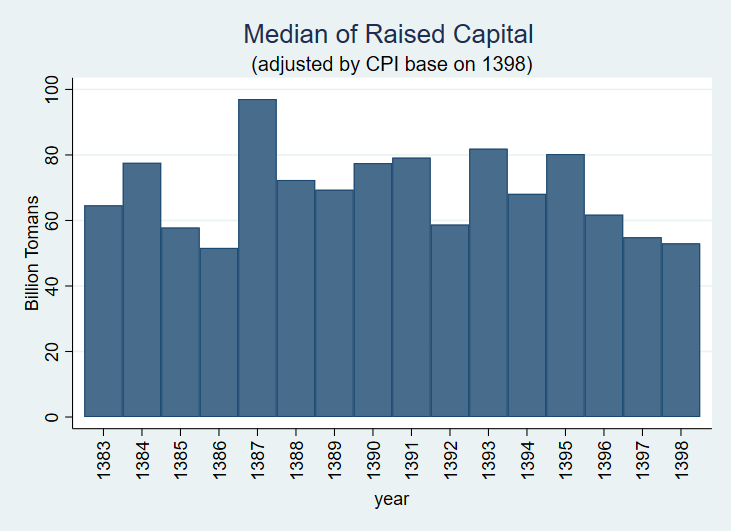 Median of Raised Capital
(adjusted by CPI base on 1398)
Billion Tomans
100
80
60
40
20
0
1383 1384 1385 1386 1387 1388 1389 1390 1391 1392 1393 1394 1395 1396 1397 1398
year